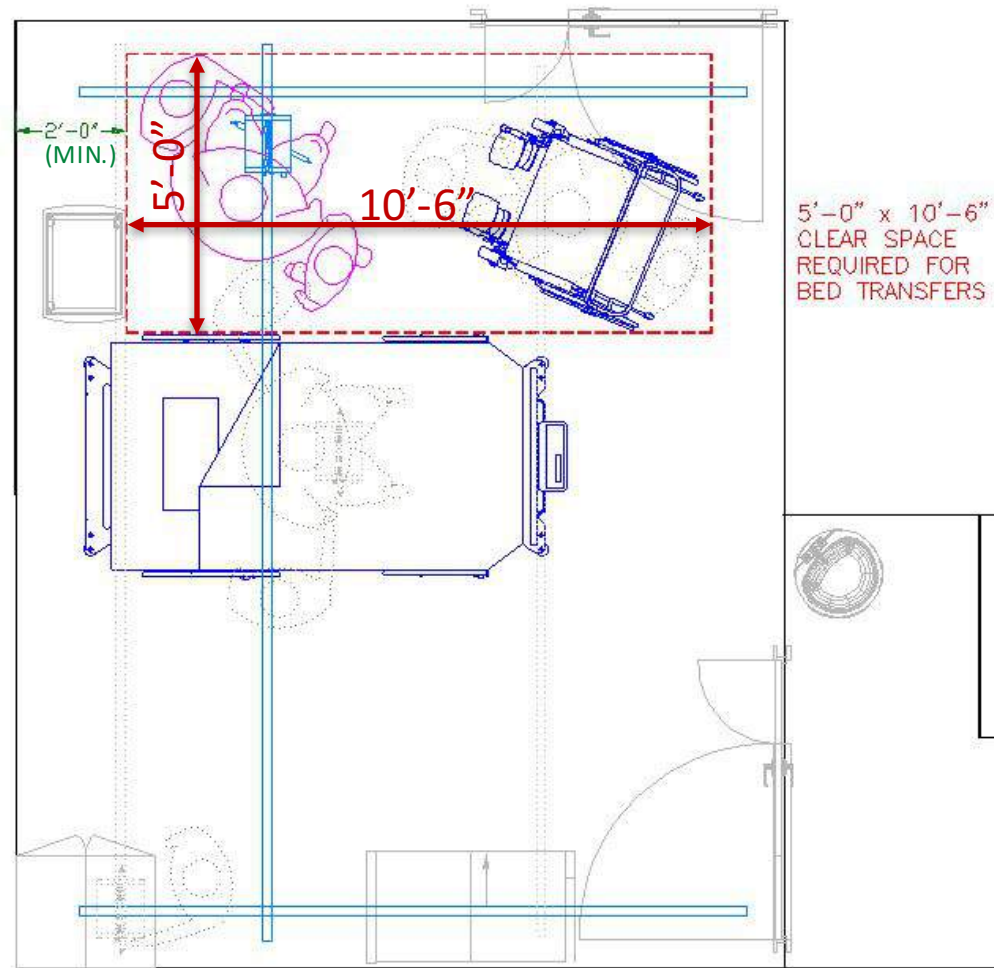 2'-0"
(MIN.)
5'-0"
10'-6"
5'-0" x 10'-6"
CLEAR SPACE
REQUIRED FOR
BED TRANSFERS